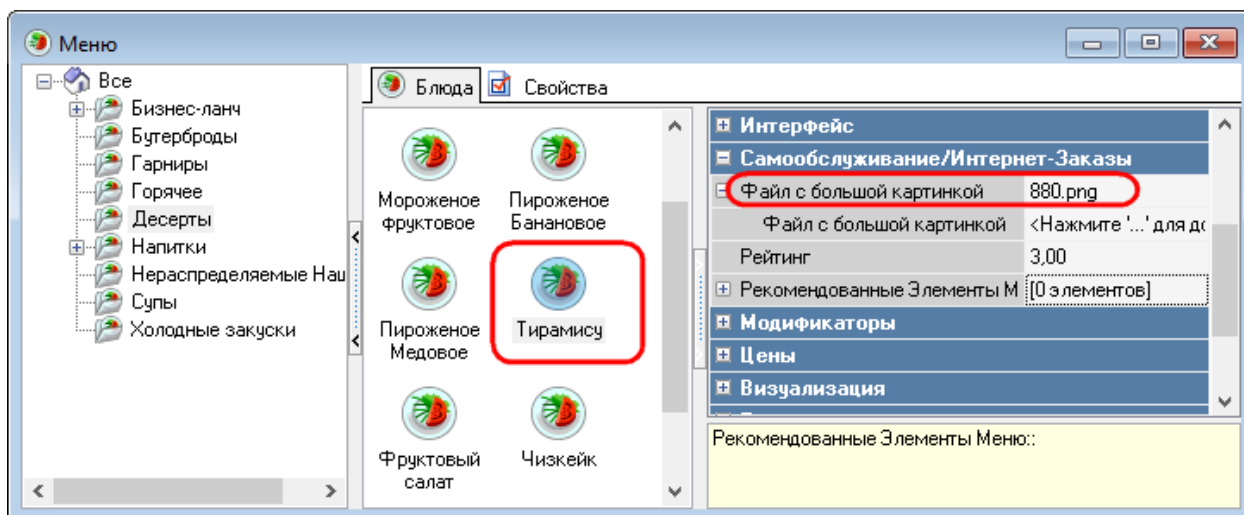 Меню
Все
Бизнес-ланч
Бутерброды
Гарниры
Горячее
Десерты
Напитки
Нераспределяемые Нац
Супы
Холодные закуски
Блюда
Свойства
Мороженое фруктовое
Пироженое Банановое
Пироженое Медовое
Тирамису
Фруктовый салат
Чизкейк
Интерфейс
Самообслуживание/Интернет-Заказы
Файл с большой картинкой 880.png
Файл с большой картинкой <Нажмите '...' для до
Рейтинг 3,00
Рекомендованные Элементы М [0 элементов]
Модификаторы
Цены
Визуализация
Рекомендованные Элементы Меню::